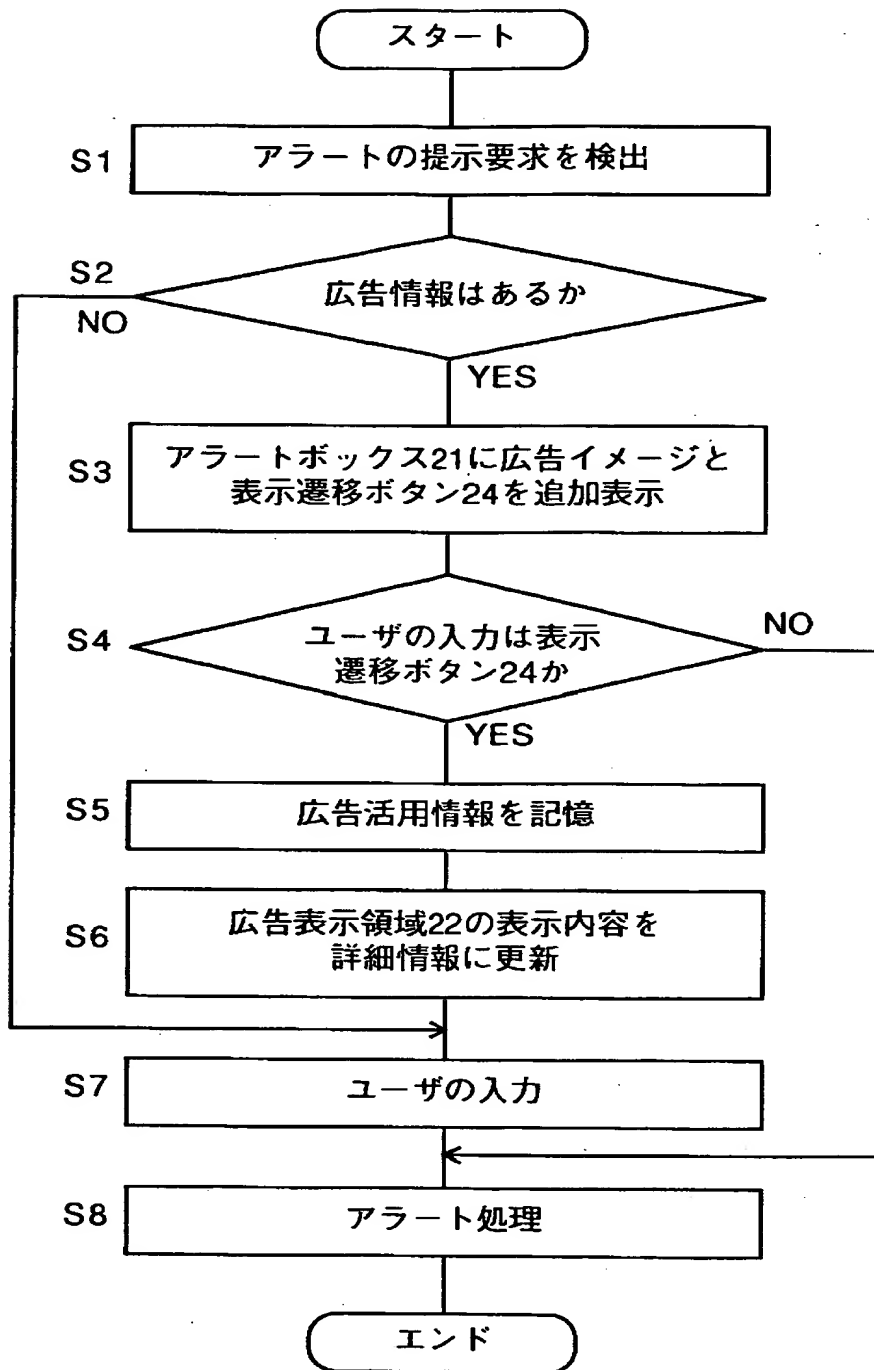 スタート
S1
アラートの提示要求を検出
S2
広告情報はあるか
NO
YES
S3
アラートボックス21に広告イメージと
表示遷移ボタン24を追加表示
S4
ユーザの入力は表示
遷移ボタン24か
NO
YES
S5
広告活用情報を記憶
S6
広告表示領域22の表示内容を
詳細情報に更新
S7
ユーザの入力
S8
アラート処理
エンド